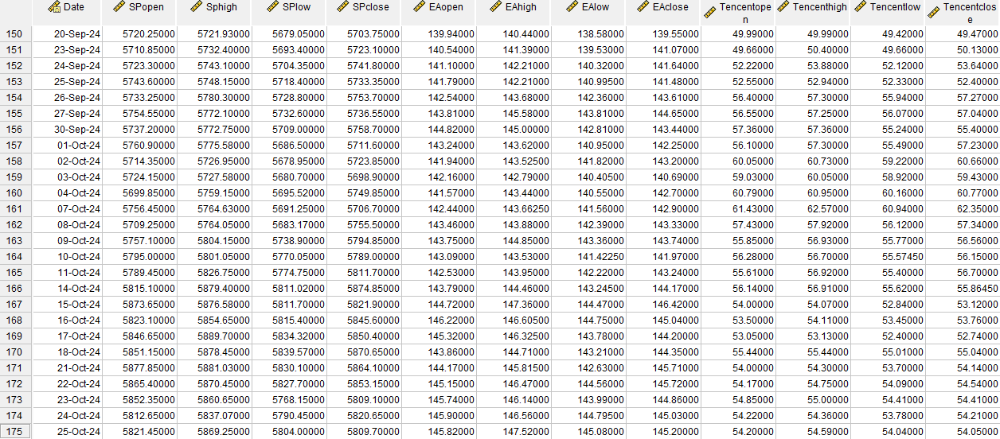 Date SPopen Sphigh SPlow SPclose EAopen EAhigh EAlow EAclose Tencentopen Tencenthigh Tencentlow Tencentclose
150 20-Sep-24 5720.25000 5721.93000 5679.05000 5703.75000 139.94000 140.44000 138.58000 139.55000 49.99000 49.99000 49.42000 49.47000
151 23-Sep-24 5710.85000 5732.40000 5693.40000 5723.10000 140.54000 141.39000 139.53000 141.07000 49.66000 50.40000 49.66000 50.13000
152 24-Sep-24 5723.30000 5743.10000 5704.35000 5741.80000 141.10000 142.21000 140.32000 141.64000 52.22000 53.88000 52.12000 53.64000
153 25-Sep-24 5743.60000 5748.15000 5718.40000 5733.35000 141.79000 142.21000 140.99500 141.48000 52.55000 52.94000 52.33000 52.40000
154 26-Sep-24 5733.25000 5780.30000 5728.80000 5753.70000 142.54000 143.68000 142.36000 143.61000 56.40000 57.30000 55.94000 57.27000
155 27-Sep-24 5754.55000 5772.10000 5732.60000 5736.55000 143.81000 145.58000 143.81000 144.65000 56.55000 57.25000 56.07000 57.04000
156 30-Sep-24 5737.20000 5772.75000 5709.00000 5758.70000 144.82000 145.00000 142.81000 143.44000 57.36000 57.36000 55.24000 55.40000
157 01-Oct-24 5760.90000 5775.58000 5686.50000 5711.60000 143.24000 143.62000 140.95000 142.25000 56.10000 57.30000 55.49000 57.23000
158 02-Oct-24 5714.35000 5726.95000 5678.95000 5723.85000 141.94000 143.52500 141.82000 143.20000 60.05000 60.73000 59.22000 60.66000
159 03-Oct-24 5724.15000 5727.58000 5680.70000 5698.90000 142.16000 142.79000 140.40500 140.69000 59.03000 60.05000 58.92000 59.43000
160 04-Oct-24 5699.85000 5759.15000 5695.52000 5749.85000 141.57000 143.44000 140.55000 142.70000 60.79000 60.95000 60.16000 60.77000
161 07-Oct-24 5756.45000 5764.63000 5691.25000 5706.70000 142.44000 143.66250 141.56000 142.90000 61.43000 62.57000 60.94000 62.35000
162 08-Oct-24 5709.25000 5764.05000 5683.17000 5755.50000 143.46000 143.88000 142.39000 143.33000 57.43000 57.92000 56.12000 57.34000
163 09-Oct-24 5757.10000 5804.15000 5738.90000 5794.85000 143.75000 144.85000 143.36000 143.74000 55.85000 56.93000 55.77000 56.56000
164 10-Oct-24 5795.00000 5801.05000 5770.05000 5789.00000 143.09000 143.53000 141.42250 141.97000 56.28000 56.70000 55.57450 56.15000
165 11-Oct-24 5789.45000 5826.75000 5774.75000 5811.70000 142.53000 143.95000 142.22000 143.24000 55.61000 56.92000 55.40000 56.70000
166 14-Oct-24 5815.10000 5879.40000 5811.02000 5874.85000 143.79000 144.46000 143.24500 144.17000 56.14000 56.91000 55.62000 55.86450
167 15-Oct-24 5873.65000 5876.58000 5811.70000 5821.90000 144.72000 147.36000 144.47000 146.42000 54.00000 54.07000 52.84000 53.12000
168 16-Oct-24 5823.10000 5854.65000 5815.40000 5845.60000 146.22000 146.60500 144.75000 145.04000 53.50000 54.11000 53.45000 53.76000
169 17-Oct-24 5846.65000 5889.70000 5834.32000 5850.40000 145.32000 146.32500 143.78000 144.20000 53.05000 53.13000 52.40000 52.74000
170 18-Oct-24 5851.15000 5878.45000 5839.57000 5870.65000 143.86000 144.71000 143.21000 144.35000 55.44000 55.44000 55.01000 55.04000
171 21-Oct-24 5877.85000 5881.03000 5830.10000 5864.10000 144.17000 145.81500 142.63000 145.71000 54.00000 54.30000 53.70000 54.14000
172 22-Oct-24 5865.40000 5870.45000 5827.70000 5853.15000 145.15000 146.47000 144.56000 145.72000 54.17000 54.75000 54.09000 54.54000
173 23-Oct-24 5852.35000 5860.65000 5768.15000 5809.10000 145.74000 146.14000 143.99000 144.86000 54.85000 55.00000 54.41000 54.41000
174 24-Oct-24 5812.65000 5837.07000 5790.45000 5820.65000 145.90000 146.56000 144.79500 145.03000 54.22000 54.36000 53.78000 54.21000
175 25-Oct-24 5821.45000 5869.25000 5804.00000 5809.70000 145.82000 147.52000 145.08000 145.20000 54.20000 54.59000 54.04000 54.05000